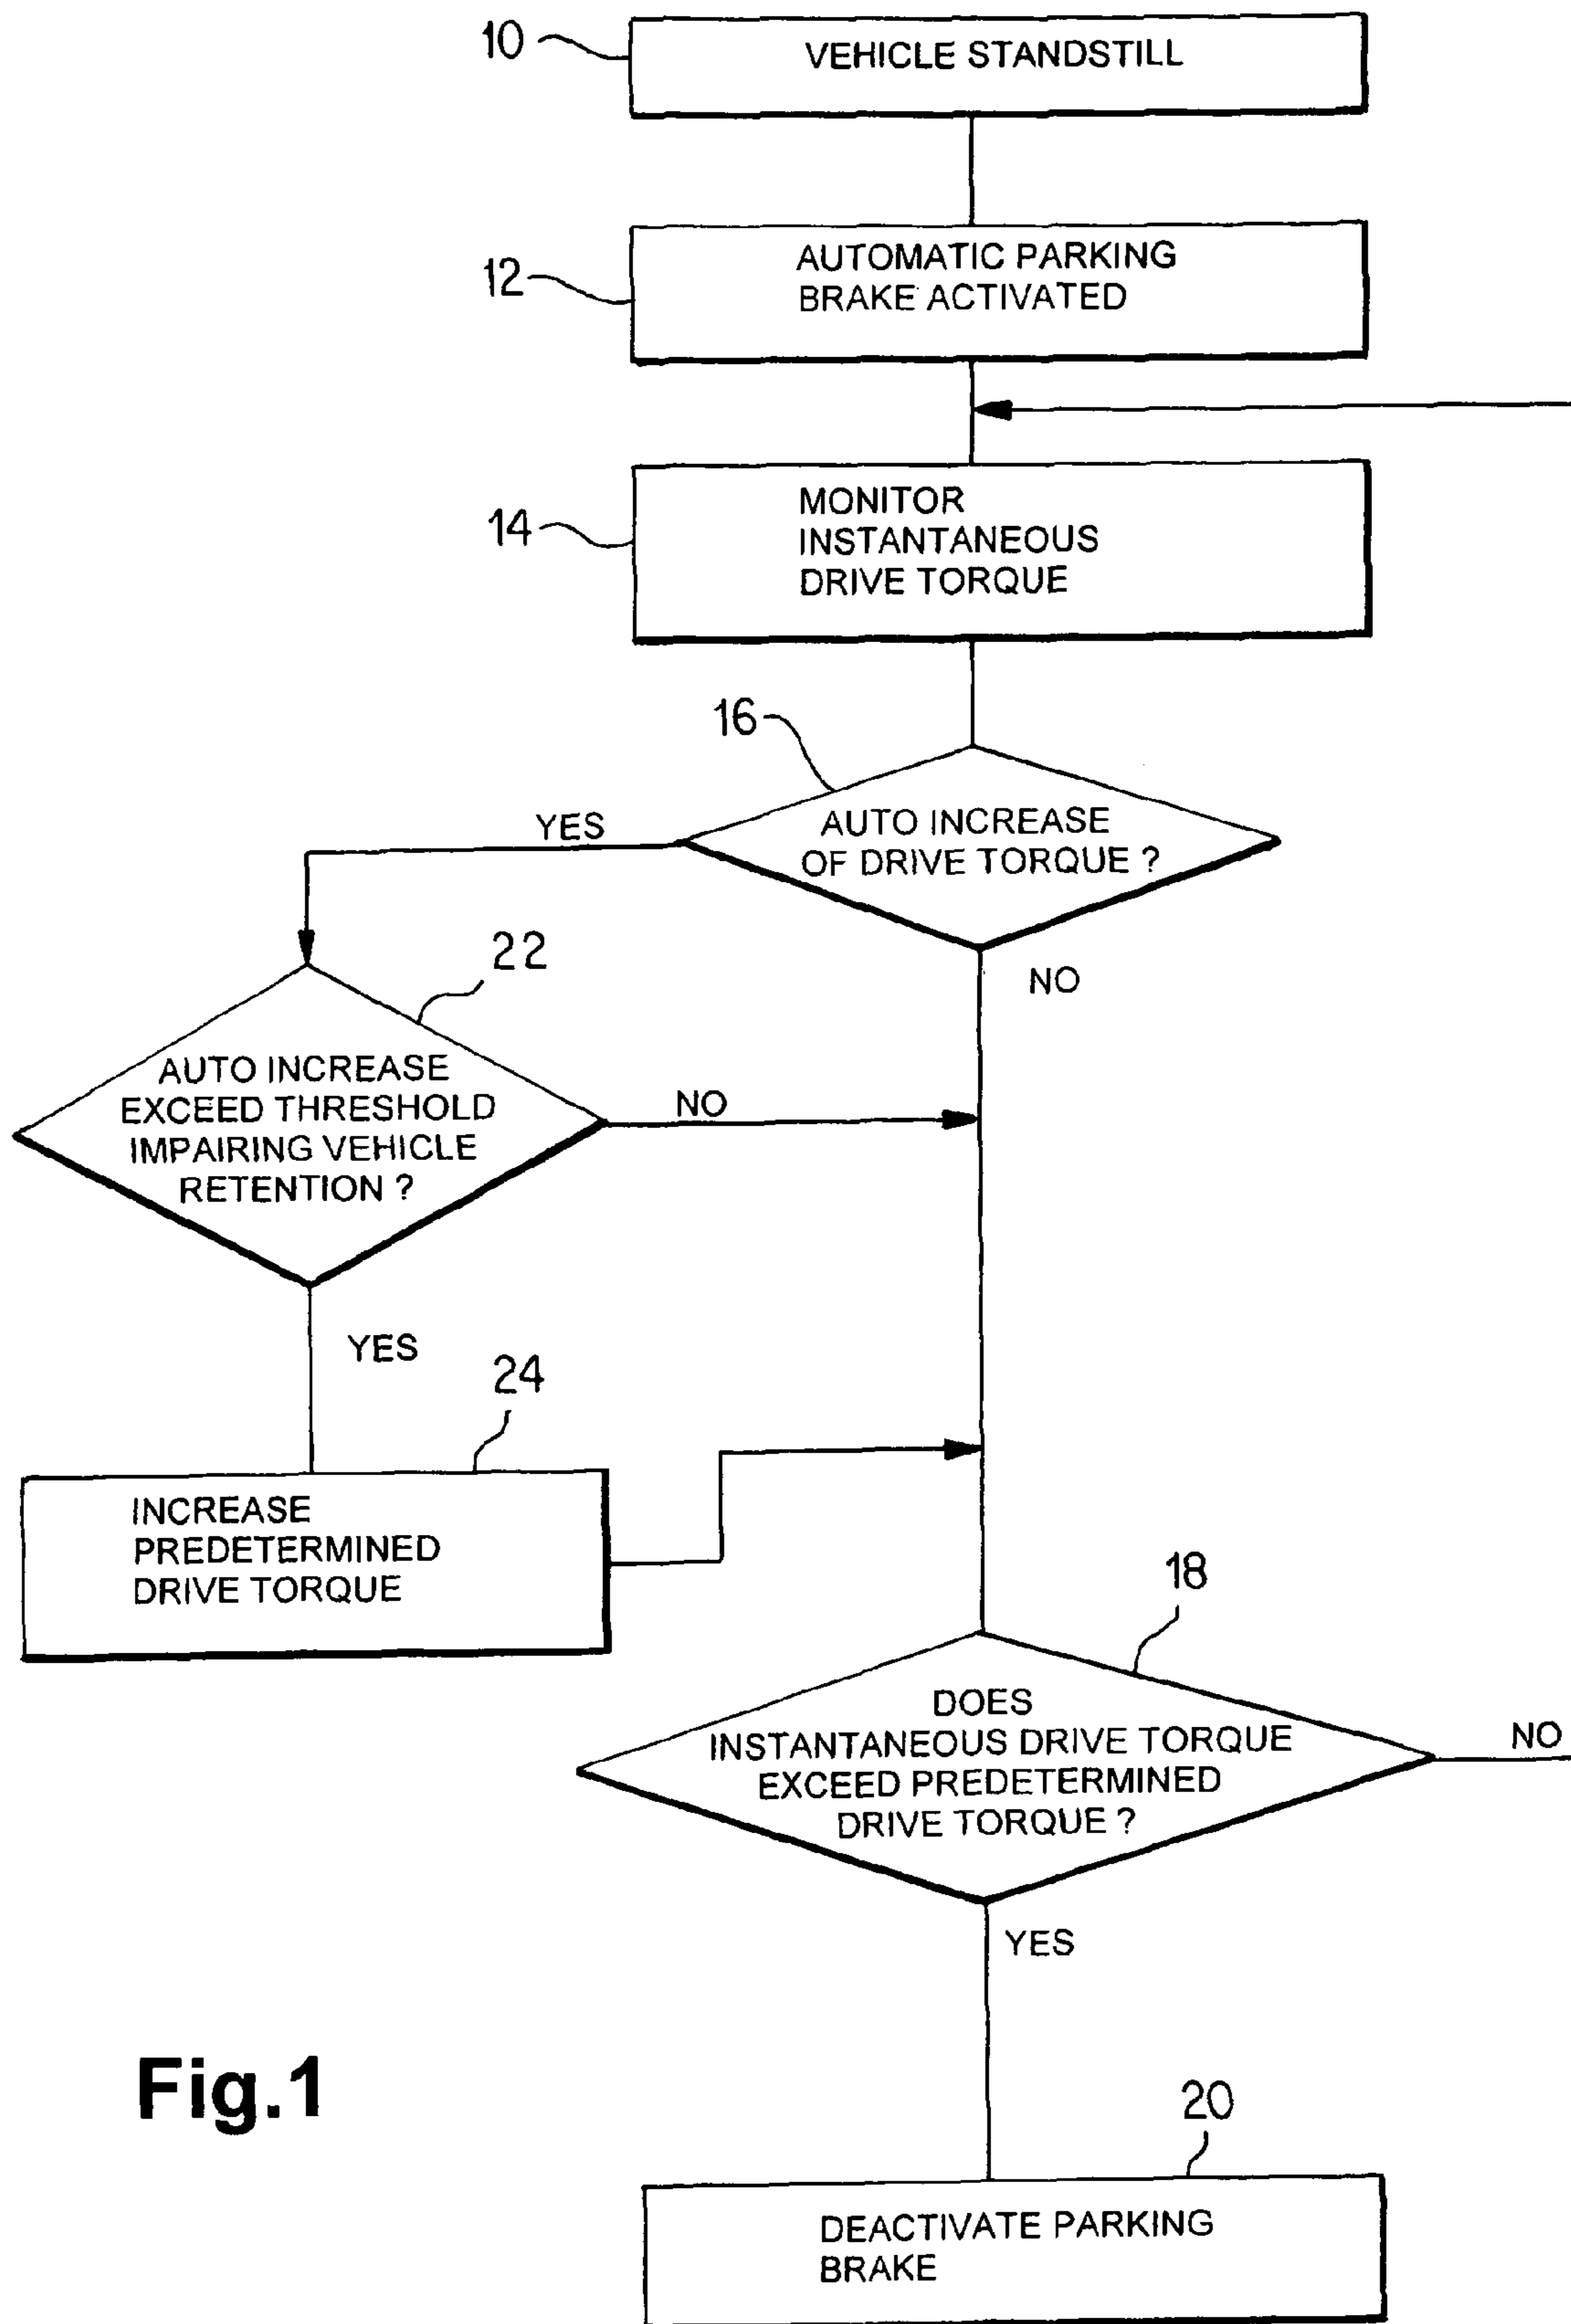 10
VEHICLE STANDSTILL
12
AUTOMATIC PARKING
BRAKE ACTIVATED
14
MONITOR
INSTANTANEOUS
DRIVE TORQUE
16
YES
AUTO INCREASE
OF DRIVE TORQUE ?
NO
22
AUTO INCREASE
EXCEED THRESHOLD
IMPAIRING VEHICLE
RETENTION ?
NO
YES
24
INCREASE
PREDETERMINED
DRIVE TORQUE
18
DOES
INSTANTANEOUS DRIVE TORQUE
EXCEED PREDETERMINED
DRIVE TORQUE ?
NO
YES
Fig.1
20
DEACTIVATE PARKING
BRAKE